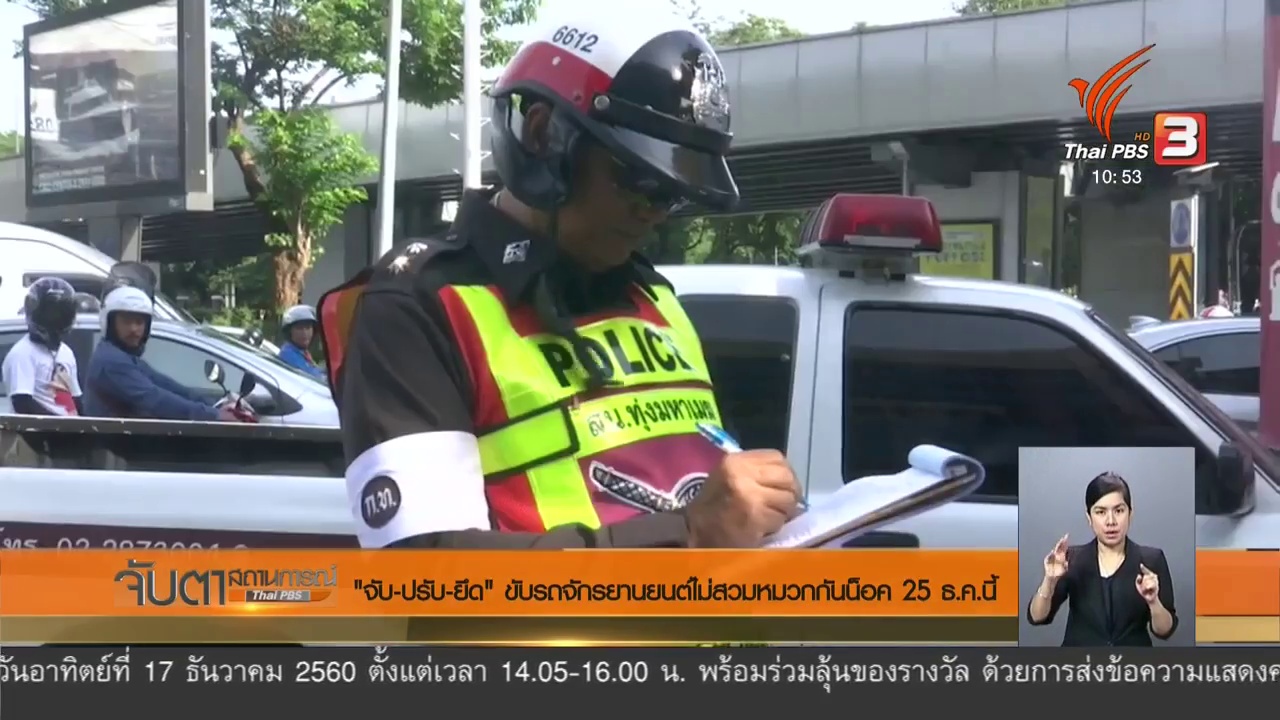 6612
HD
Thai PBS
3
10:53
POLICE
ทุ่งมหาเมฆ
ก.จ.
จับตา
สถานการณ์
Thai PBS
"จับ-ปรับ-ยึด" ขับรถจักรยานยนต์ไม่สวมหมวกกันน็อค 25 ธ.ค.นี้
วันอาทิตย์ที่ 17 ธันวาคม 2560 ตั้งแต่เวลา 14.05-16.00 น. พร้อมร่วมลุ้นของรางวัล ด้วยการส่งข้อความแสดง